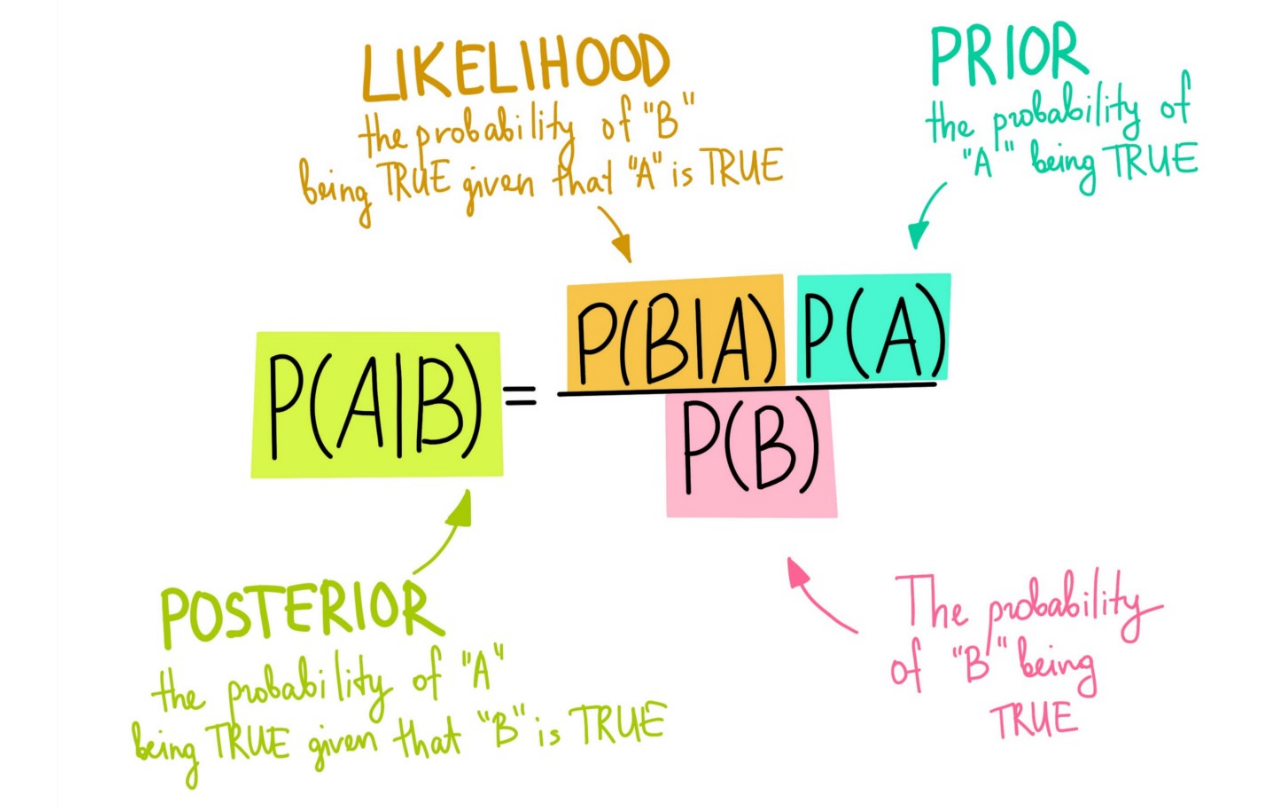 LIKELIHOOD
the probability of "B"
being TRUE given that "A" is TRUE
PRIOR
the probability of
"A" being TRUE
P(A|B) =
P(B|A) P(A)
P(B)
POSTERIOR
the probability of "A"
being TRUE given that "B" is TRUE
The probability
of "B" being
TRUE